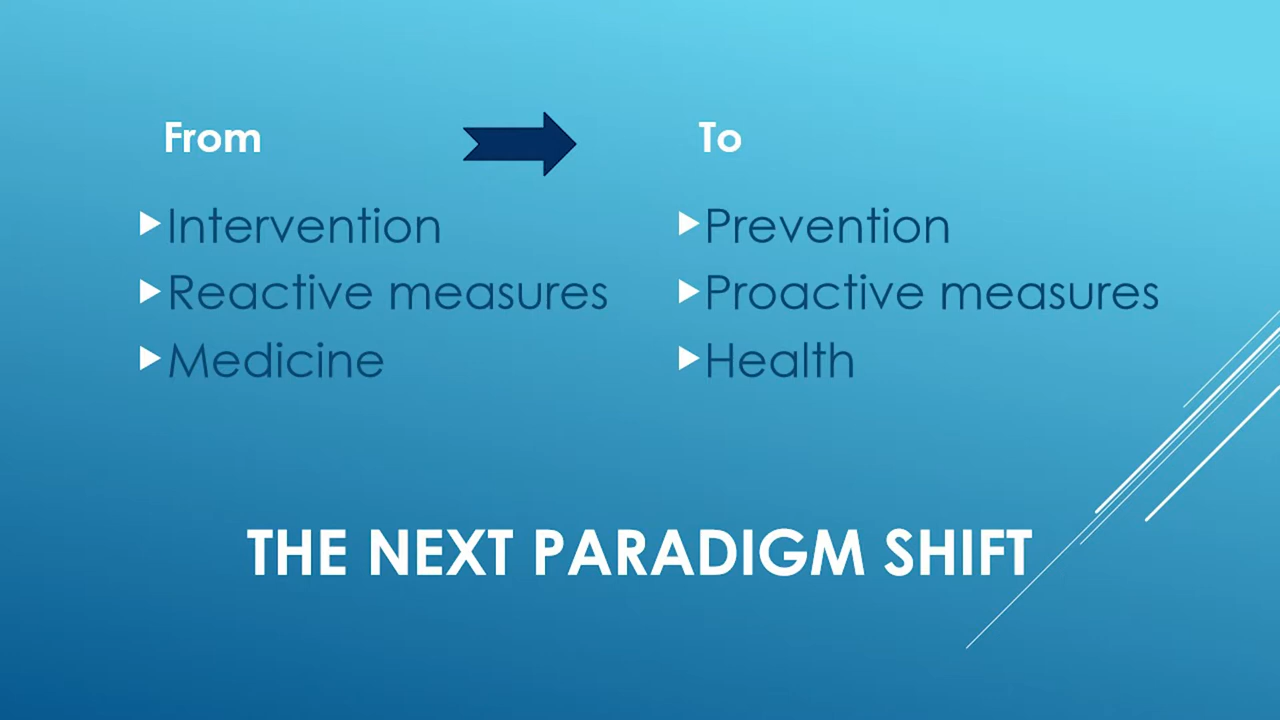 From
Intervention
Reactive measures
Medicine
To
Prevention
Proactive measures
Health
THE NEXT PARADIGM SHIFT